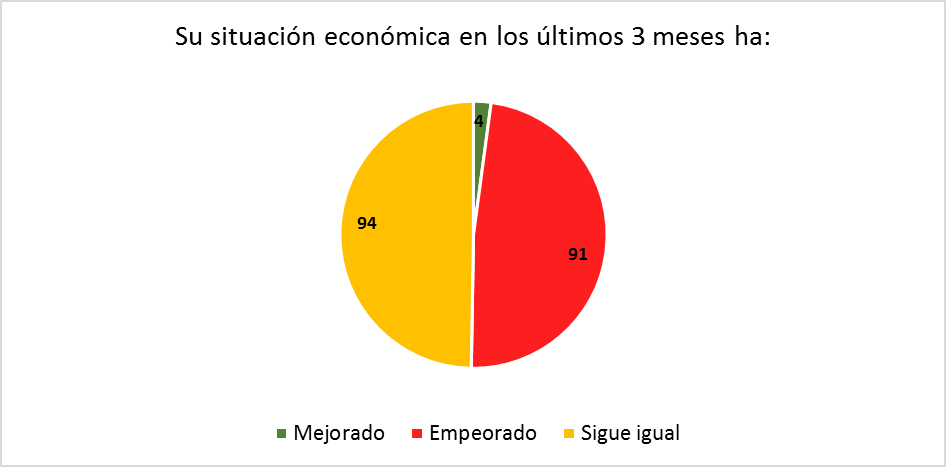 Su situación económica en los últimos 3 meses ha:
4
94
91
Mejorado Empeorado Sigue igual